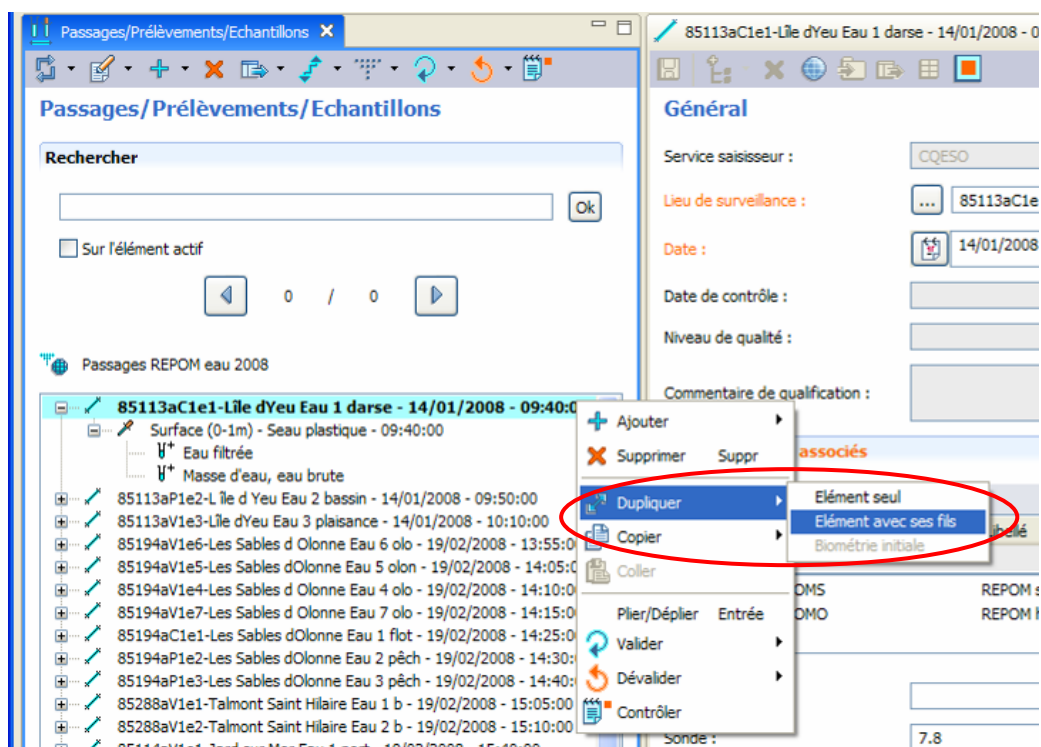 Passages/Prélèvements/Echantillons
Passages/Prélèvements/Echantillons
Rechercher
Ok
Sur l'élément actif
0 / 0
Passages REPOM eau 2008
85113aC1e1-Lîle dYeu Eau 1 darse - 14/01/2008 - 09:40:0
Surface (0-1m) - Seau plastique - 09:40:00
Eau filtrée
Masse d'eau, eau brute
85113aP1e2-L île d Yeu Eau 2 bassin - 14/01/2008 - 09:50:00
85113aV1e3-Lîle dYeu Eau 3 plaisance - 14/01/2008 - 10:10:00
85194aV1e6-Les Sables d Olonne Eau 6 olo - 19/02/2008 - 13:55:0
85194aV1e5-Les Sables dOlonne Eau 5 olon - 19/02/2008 - 14:05:0
85194aV1e4-Les Sables d Olonne Eau 4 olo - 19/02/2008 - 14:10:0
85194aV1e7-Les Sables d Olonne Eau 7 olo - 19/02/2008 - 14:15:0
85194aC1e1-Les Sables dOlonne Eau 1 flot - 19/02/2008 - 14:25:0
85194aP1e2-Les Sables dOlonne Eau 2 pêch - 19/02/2008 - 14:30:
85194aP1e3-Les Sables dOlonne Eau 3 pêch - 19/02/2008 - 14:40:
85288aV1e1-Talmont Saint Hilaire Eau 1 b - 19/02/2008 - 15:05:00
85288aV1e2-Talmont Saint Hilaire Eau 2 b - 19/02/2008 - 15:10:00
Ajouter
Supprimer Suppr
Dupliquer
Copier
Coller
Plier/Déplier Entrée
Valider
Dévalider
Contrôler
Elément seul
Elément avec ses fils
Biométrie initiale
85113aC1e1-Lîle dYeu Eau 1 darse - 14/01/2008 - 0
Général
Service saisisseur : CQESO
Lieu de surveillance : ... 85113aC1e
Date : 14/01/2008
Date de contrôle :
Niveau de qualité :
Commentaire de qualification :
associés
ibellé
OMS REPOM s
OMO REPOM h
Sonde : 7.8